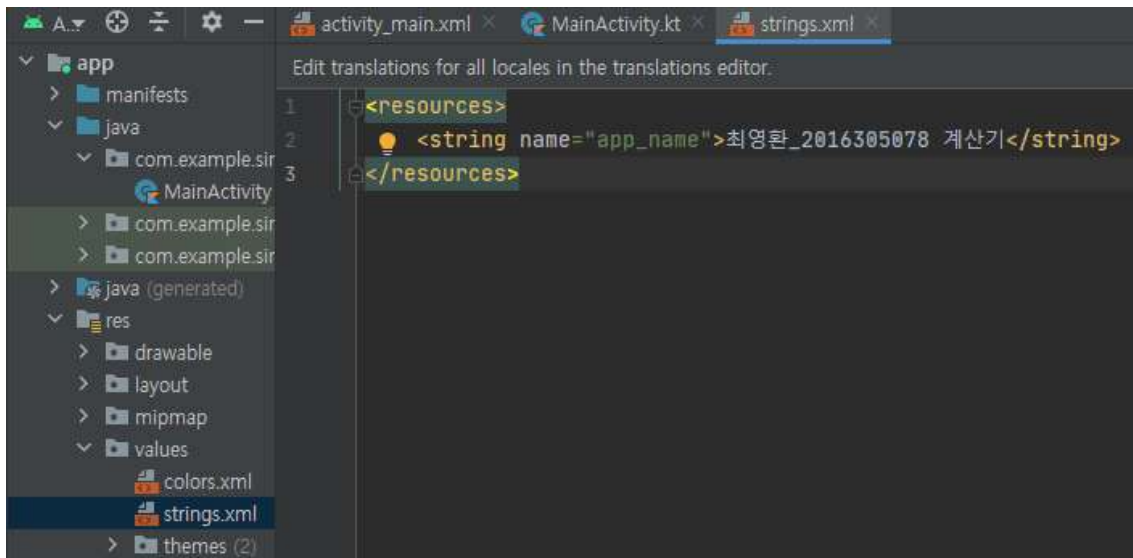 A...
activity_main.xml
MainActivity.kt
strings.xml
app
manifests
java
com.example.sir
MainActivity
com.example.sir
com.example.sir
java (generated)
res
drawable
layout
mipmap
values
colors.xml
strings.xml
themes (2)
Edit translations for all locales in the translations editor.
1 <resources>
2 <string name="app_name">최영환_2016305078 계산기</string>
3 </resources>